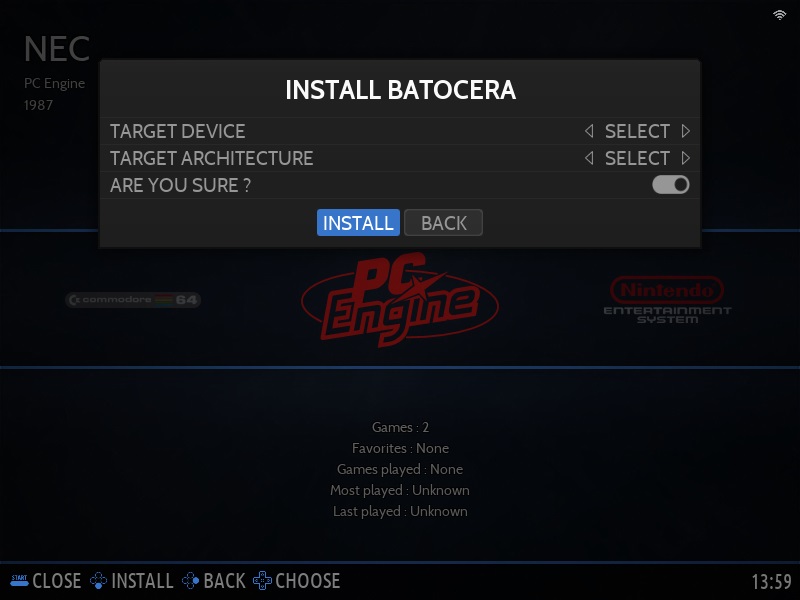 NEC
PC Engine
1987
INSTALL BATOCERA
TARGET DEVICE SELECT
TARGET ARCHITECTURE SELECT
ARE YOU SURE ?
INSTALL BACK
commodore 64
PC Engine
Nintendo
ENTERTAINMENT
SYSTEM
Games : 2
Favorites : None
Games played : None
Most played : Unknown
Last played : Unknown
START CLOSE INSTALL BACK CHOOSE 13:59